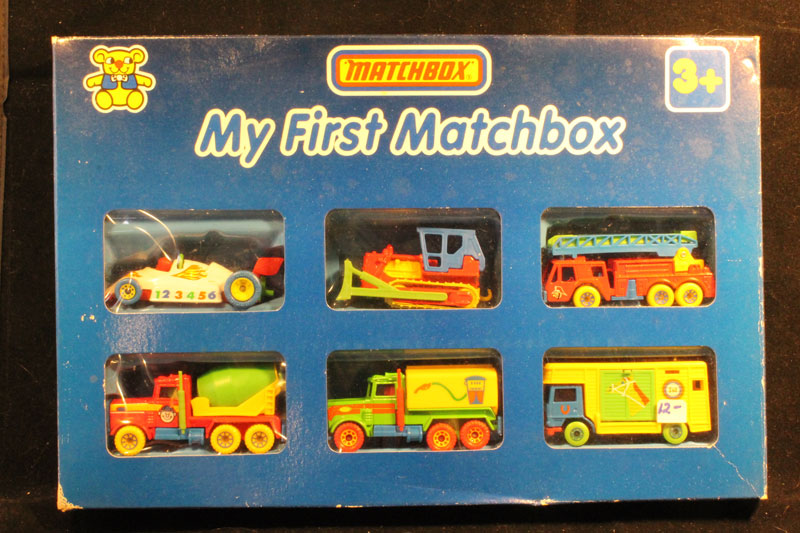 MATCHBOX
3+
My First Matchbox
123456
12-